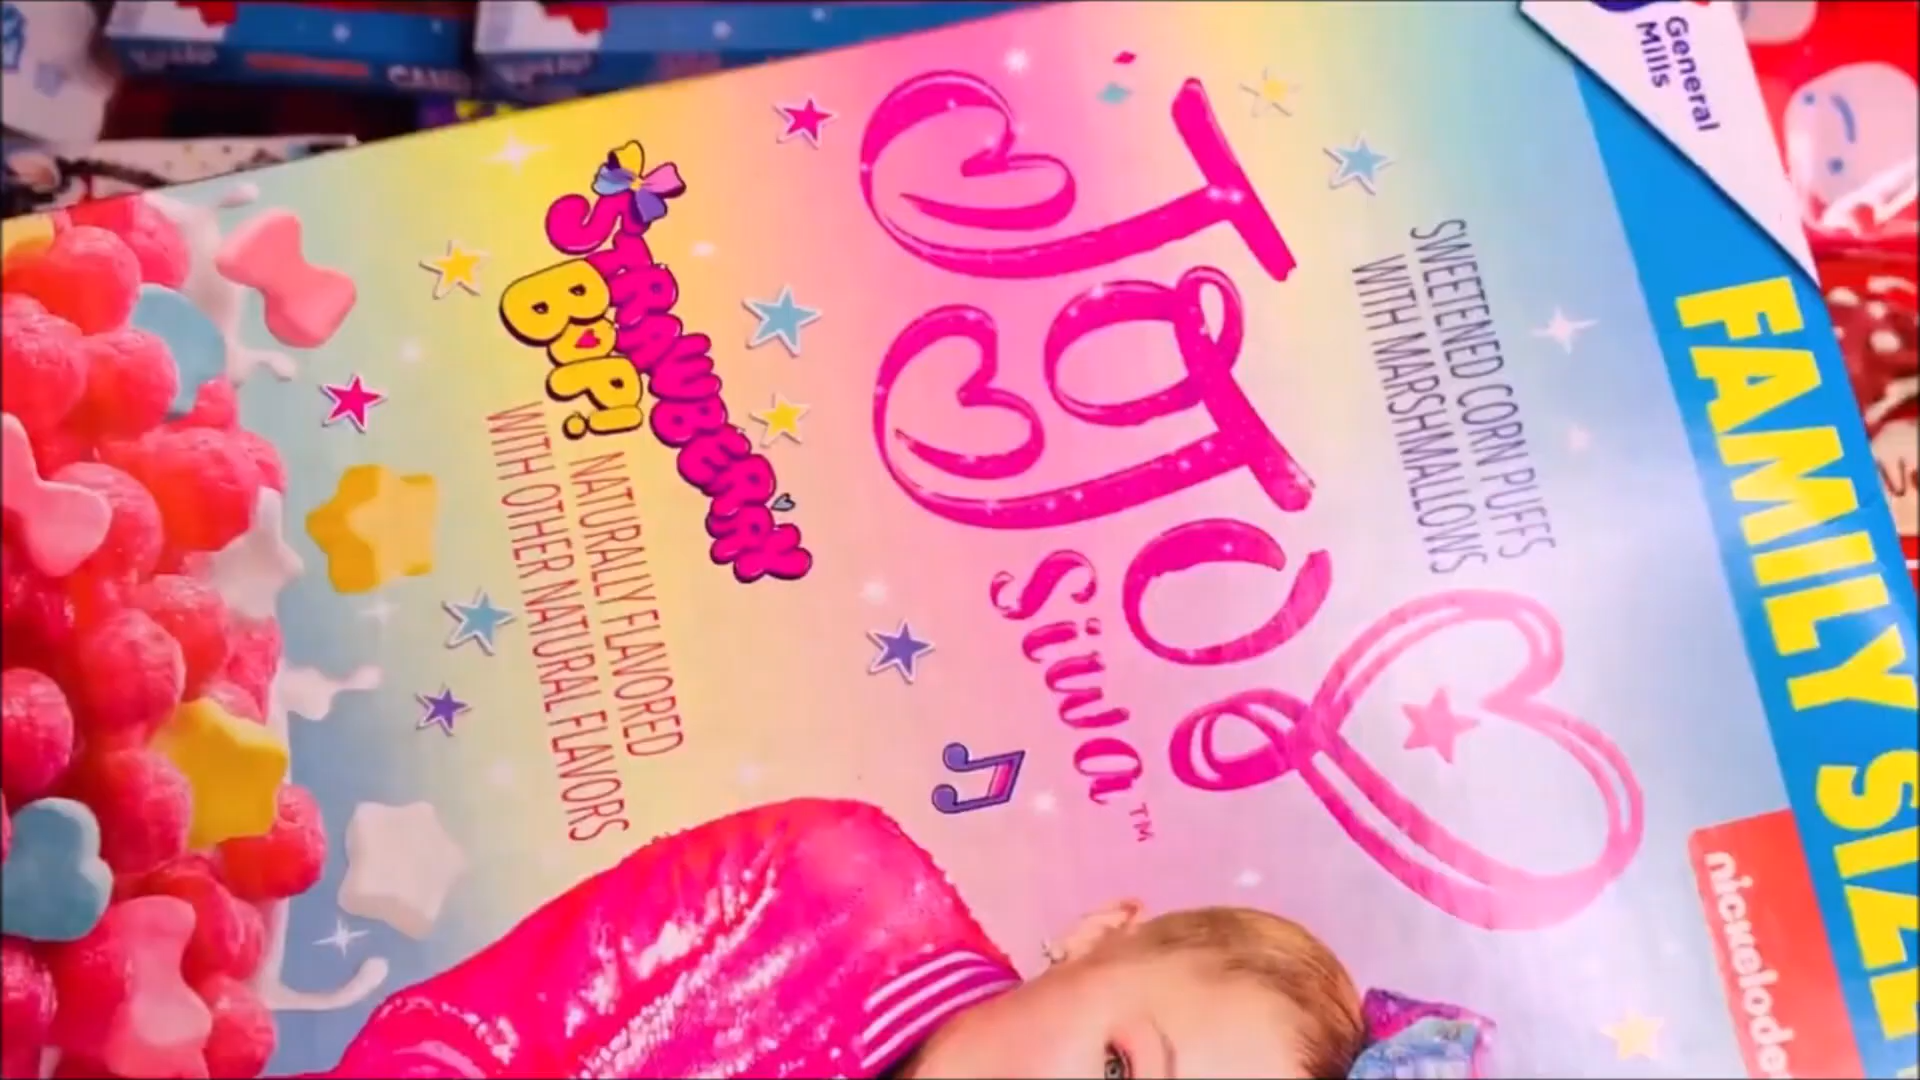 General
Mills
FAMILY SIZE
SWEETENED CORN PUFFS
WITH MARSHMALLOWS
JoJo
Siwa™
nickelode
STRAWBERRY
BOP!
NATURALLY FLAVORED
WITH OTHER NATURAL FLAVORS